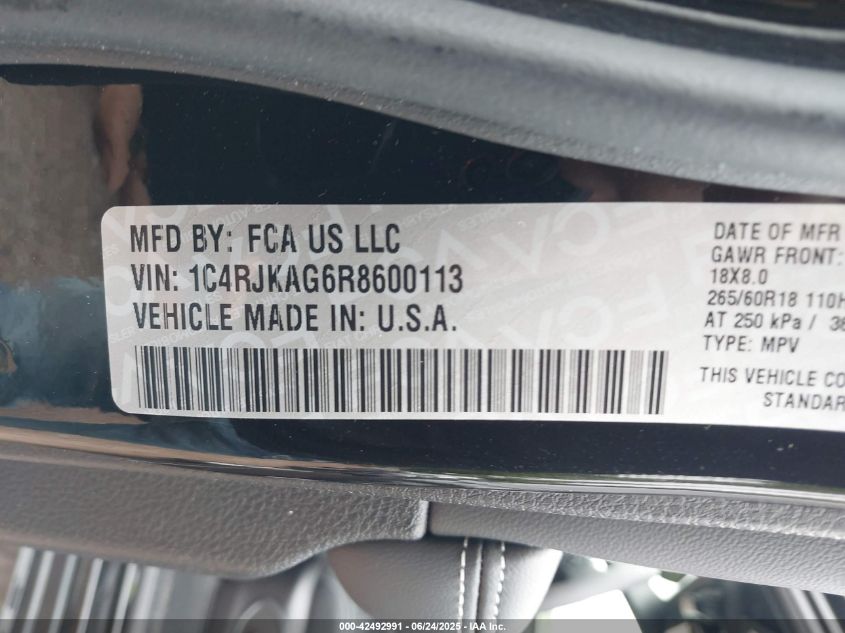 MFD BY: FCA US LLC
VIN: 1C4RJKAG6R8600113
VEHICLE MADE IN: U.S.A.
DATE OF MFR
GAWR FRONT:
18X8.0
265/60R18 110H
AT 250 kPa /
TYPE: MPV
THIS VEHICLE
STANDAR
000-42492991 - 06/24/2025 - IAA Inc.